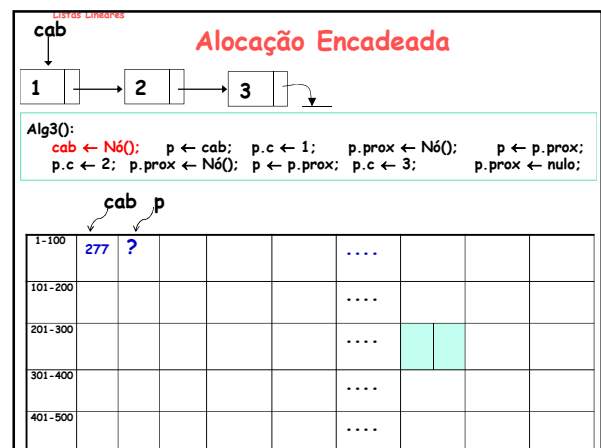 Listas Lineares
cab
Alocação Encadeada
1 2 3
Alg3():
cab ← Nó(); p ← cab; p.c ← 1; p.prox ← Nó(); p ← p.prox;
p.c ← 2; p.prox ← Nó(); p ← p.prox; p.c ← 3; p.prox ← nulo;
cab p
1-100 277 ? ....
101-200 ....
201-300 ....
301-400 ....
401-500 ....